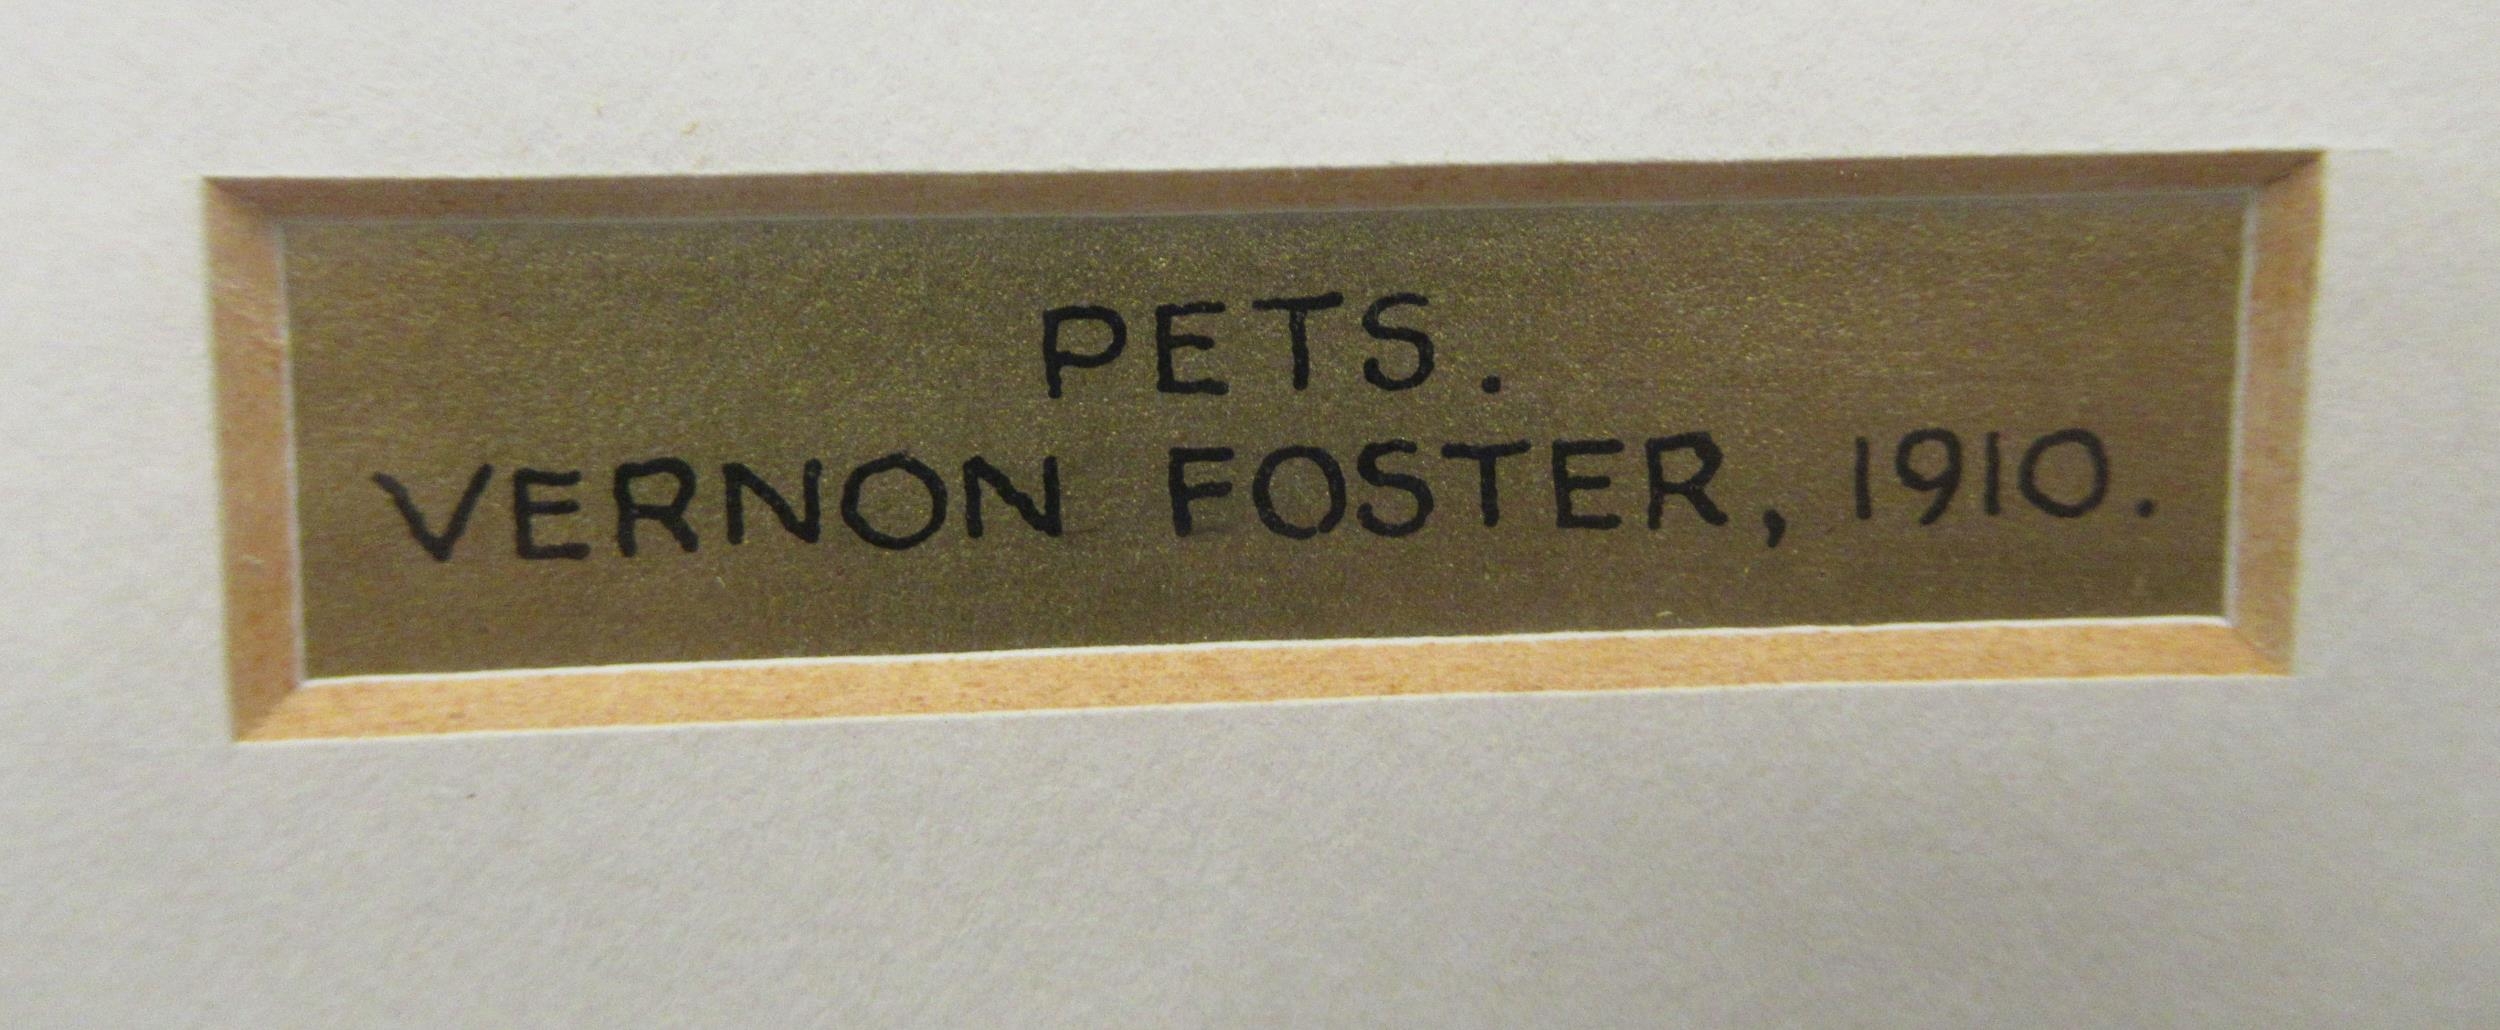 PETS.
VERNON FOSTER, 1910.